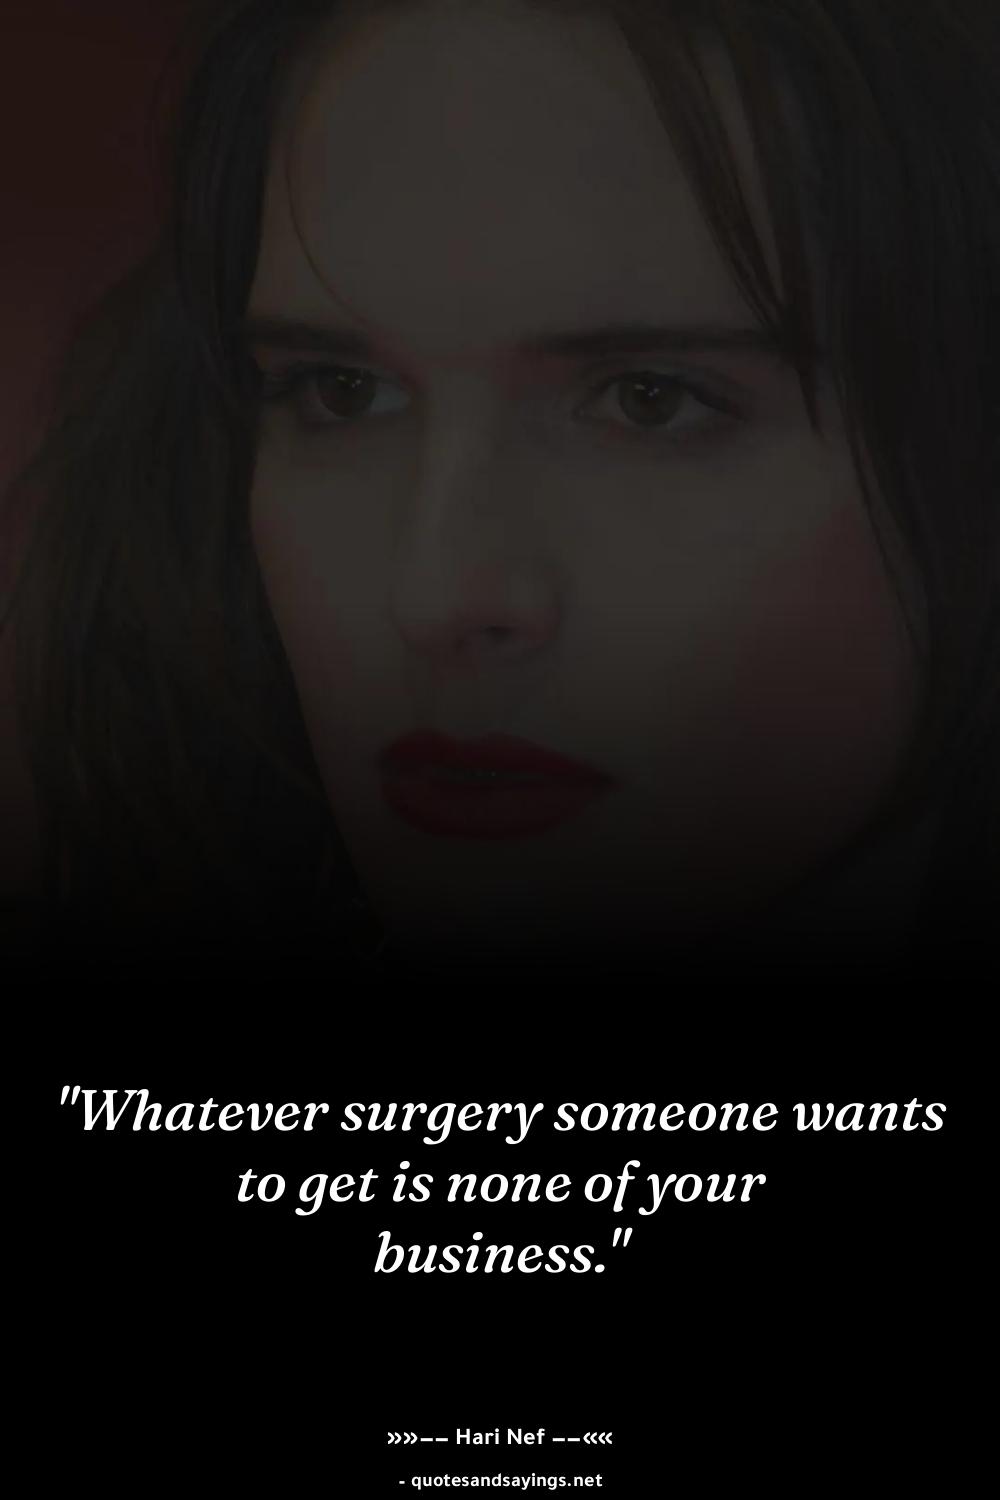 "Whatever surgery someone wants
to get is none of your
business."
»»–– Hari Nef ––««
- quotesandsayings.net